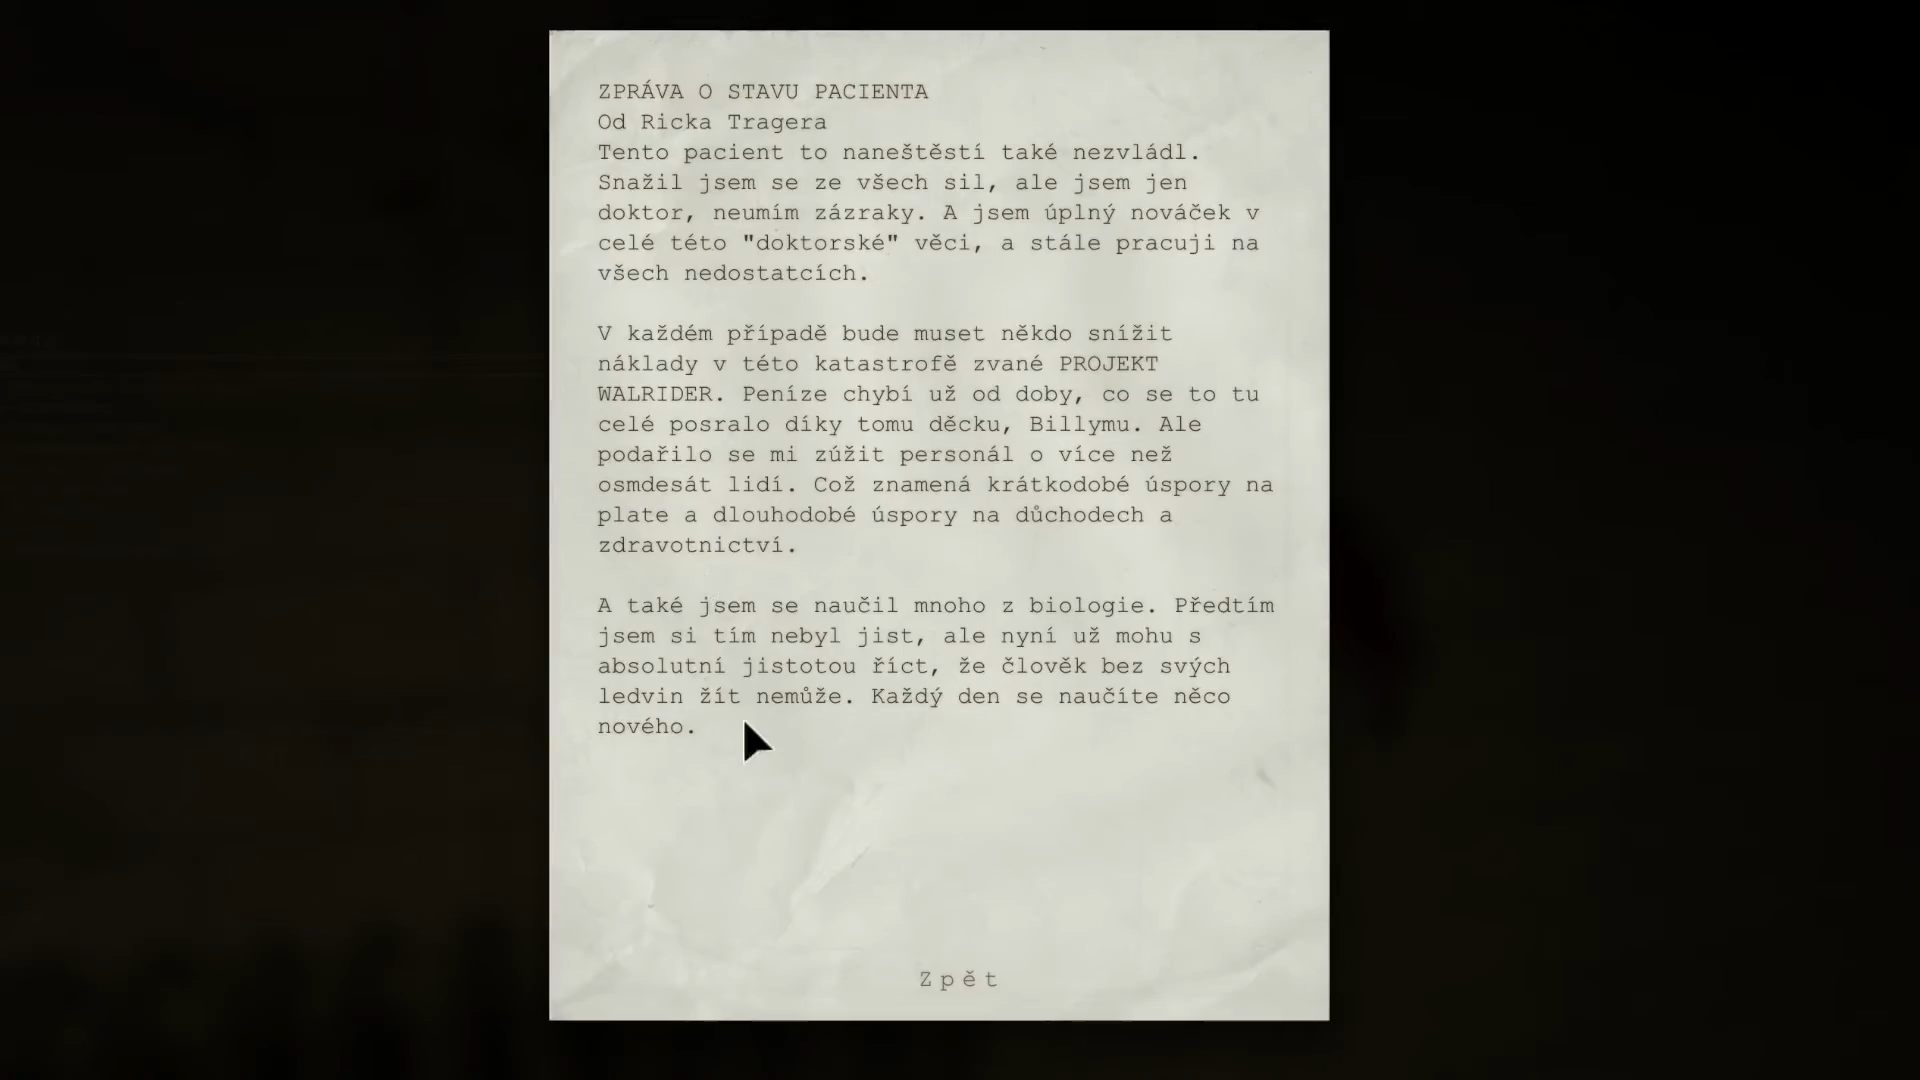 ZPRÁVA O STAVU PACIENTA
Od Ricka Tragera
Tento pacient to naneštěstí také nezvládl.
Snažil jsem se ze všech sil, ale jsem jen
doktor, neumím zázraky. A jsem úplný nováček v
celé této "doktorské" věci, a stále pracuji na
všech nedostatcích.

V každém případě bude muset někdo snížit
náklady v této katastrofě zvané PROJEKT
WALRIDER. Peníze chybí už od doby, co se to tu
celé posralo díky tomu děcku, Billymu. Ale
podařilo se mi zúžit personál o více než
osmdesát lidí. Což znamená krátkodobé úspory na
plate a dlouhodobé úspory na důchodech a
zdravotnictví.

A také jsem se naučil mnoho z biologie. Předtím
jsem si tím nebyl jist, ale nyní už mohu s
absolutní jistotou říct, že člověk bez svých
ledvin žít nemůže. Každý den se naučíte něco
nového.
Zpět